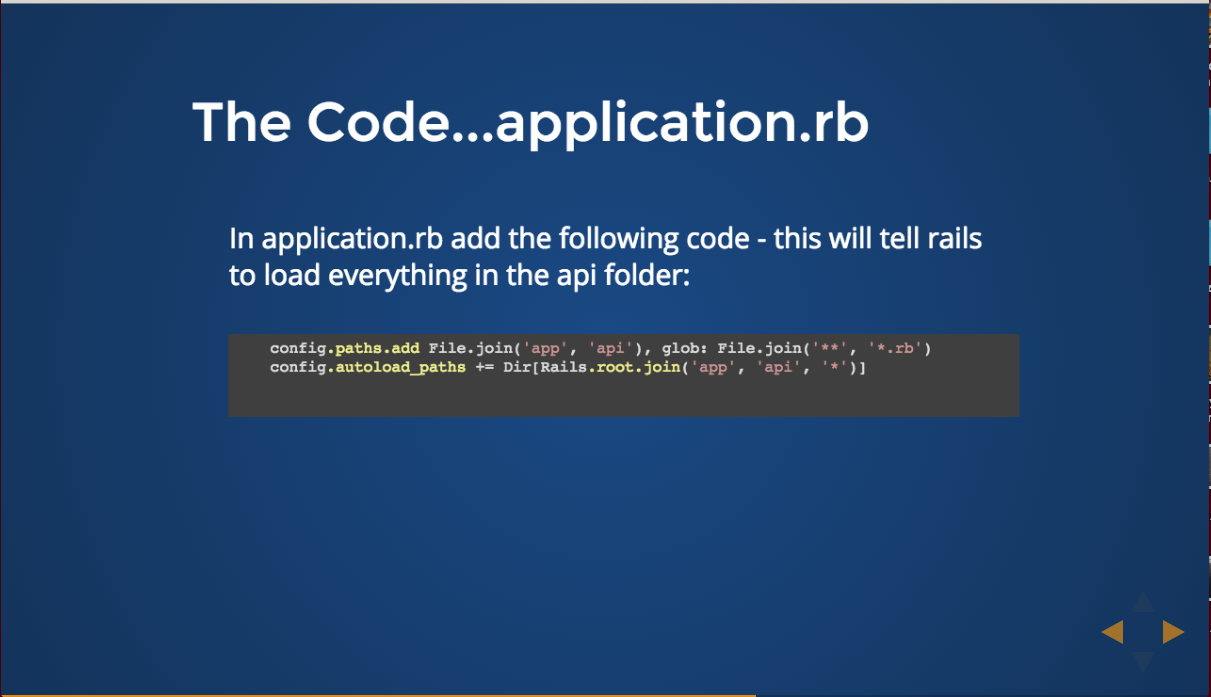 The Code...application.rb
In application.rb add the following code - this will tell rails
to load everything in the api folder:
config.paths.add File.join('app', 'api'), glob: File.join('**', '*.rb')
config.autoload_paths += Dir[Rails.root.join('app', 'api', '*')]